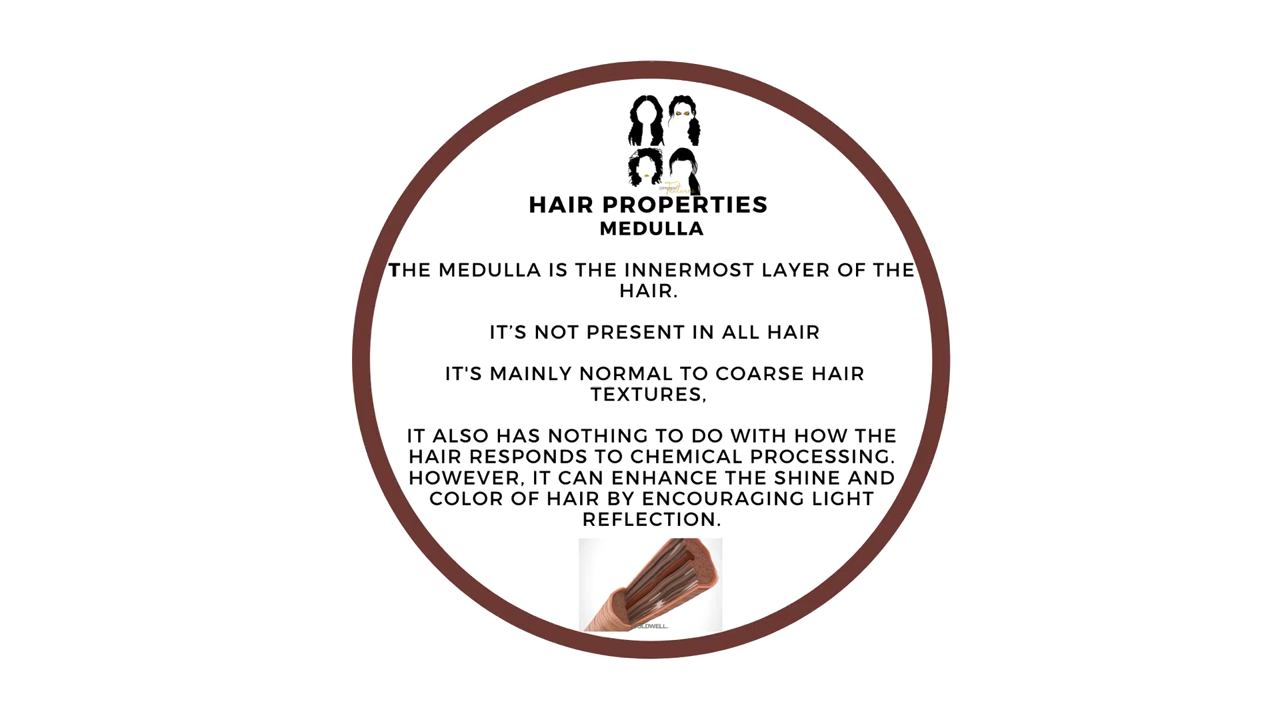 HAIR PROPERTIES
MEDULLA
THE MEDULLA IS THE INNERMOST LAYER OF THE
HAIR.
IT’S NOT PRESENT IN ALL HAIR
IT'S MAINLY NORMAL TO COARSE HAIR
TEXTURES,
IT ALSO HAS NOTHING TO DO WITH HOW THE
HAIR RESPONDS TO CHEMICAL PROCESSING.
HOWEVER, IT CAN ENHANCE THE SHINE AND
COLOR OF HAIR BY ENCOURAGING LIGHT
REFLECTION.